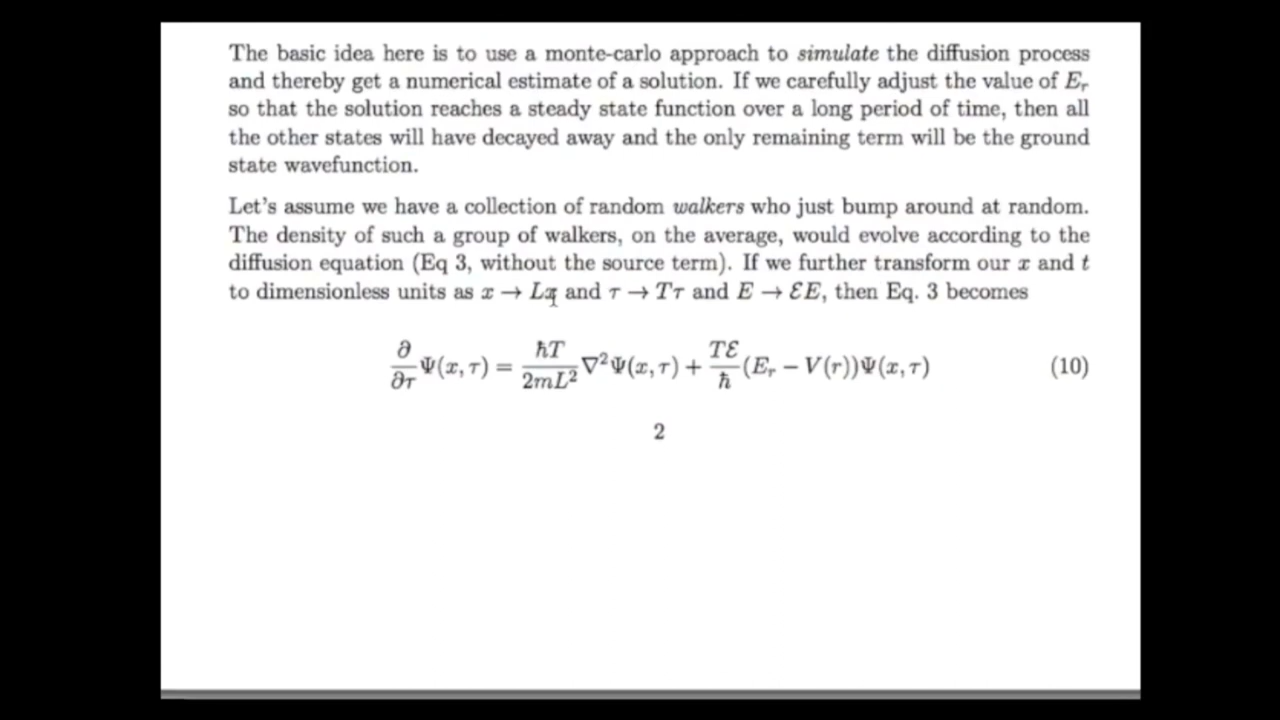 The basic idea here is to use a monte-carlo approach to simulate the diffusion process
and thereby get a numerical estimate of a solution. If we carefully adjust the value of Eᵣ
so that the solution reaches a steady state function over a long period of time, then all
the other states will have decayed away and the only remaining term will be the ground
state wavefunction.
Let's assume we have a collection of random walkers who just bump around at random.
The density of such a group of walkers, on the average, would evolve according to the
diffusion equation (Eq 3, without the source term). If we further transform our x and t
to dimensionless units as x → Lx and τ → Tτ and E → ℰE, then Eq. 3 becomes
∂/∂τ Ψ(x, τ) = ħT/2mL² ∇²Ψ(x, τ) + Tℰ/ħ (Eᵣ − V(r))Ψ(x, τ) (10)
2